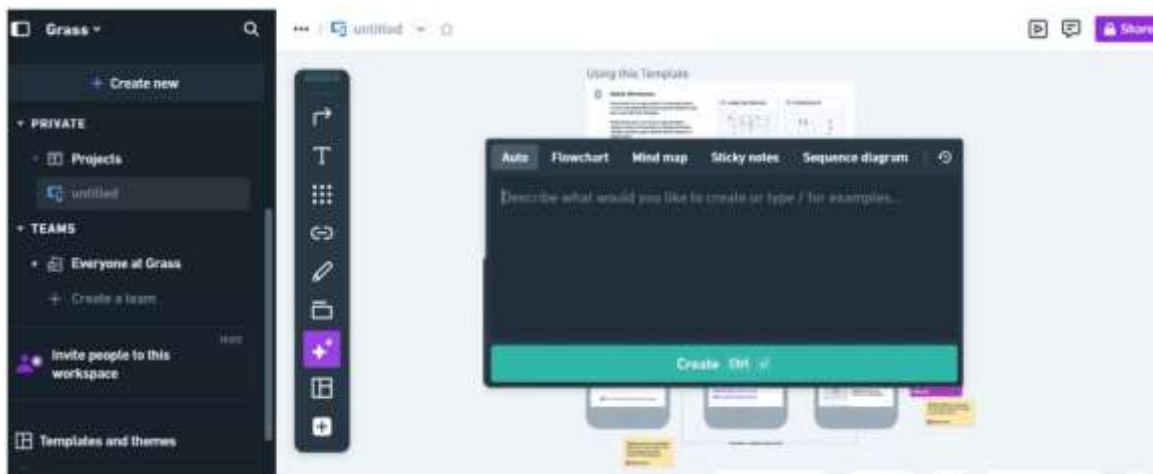 Grass
Create new
PRIVATE
Projects
untitled
TEAMS
Everyone at Grass
Create a team
HIDE
Invite people to this
workspace
Templates and themes
••• / untitled
Share
Using this Template
Auto Flowchart Mind map Sticky notes Sequence diagram
Describe what would you like to create or type / for examples...
Create Ctrl